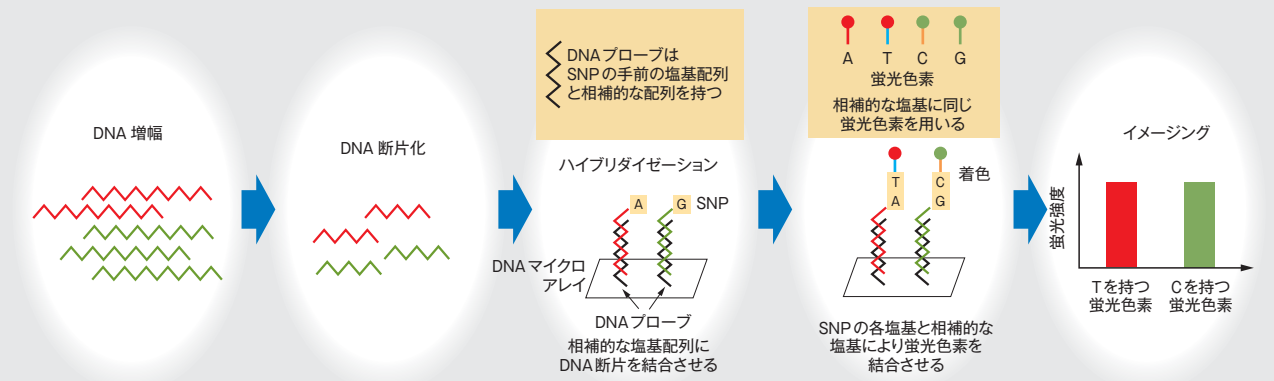 DNA 増幅
DNA 断片化
DNAプローブは
SNPの手前の塩基配列
と相補的な配列を持つ
ハイブリダイゼーション
A
G
SNP
DNAマイクロ
アレイ
DNAプローブ
相補的な塩基配列に
DNA断片を結合させる
A T C G
蛍光色素
相補的な塩基に同じ
蛍光色素を用いる
着色
T
A
C
G
SNPの各塩基と相補的な
塩基により蛍光色素を
結合させる
イメージング
蛍光強度
Tを持つ
蛍光色素
Cを持つ
蛍光色素